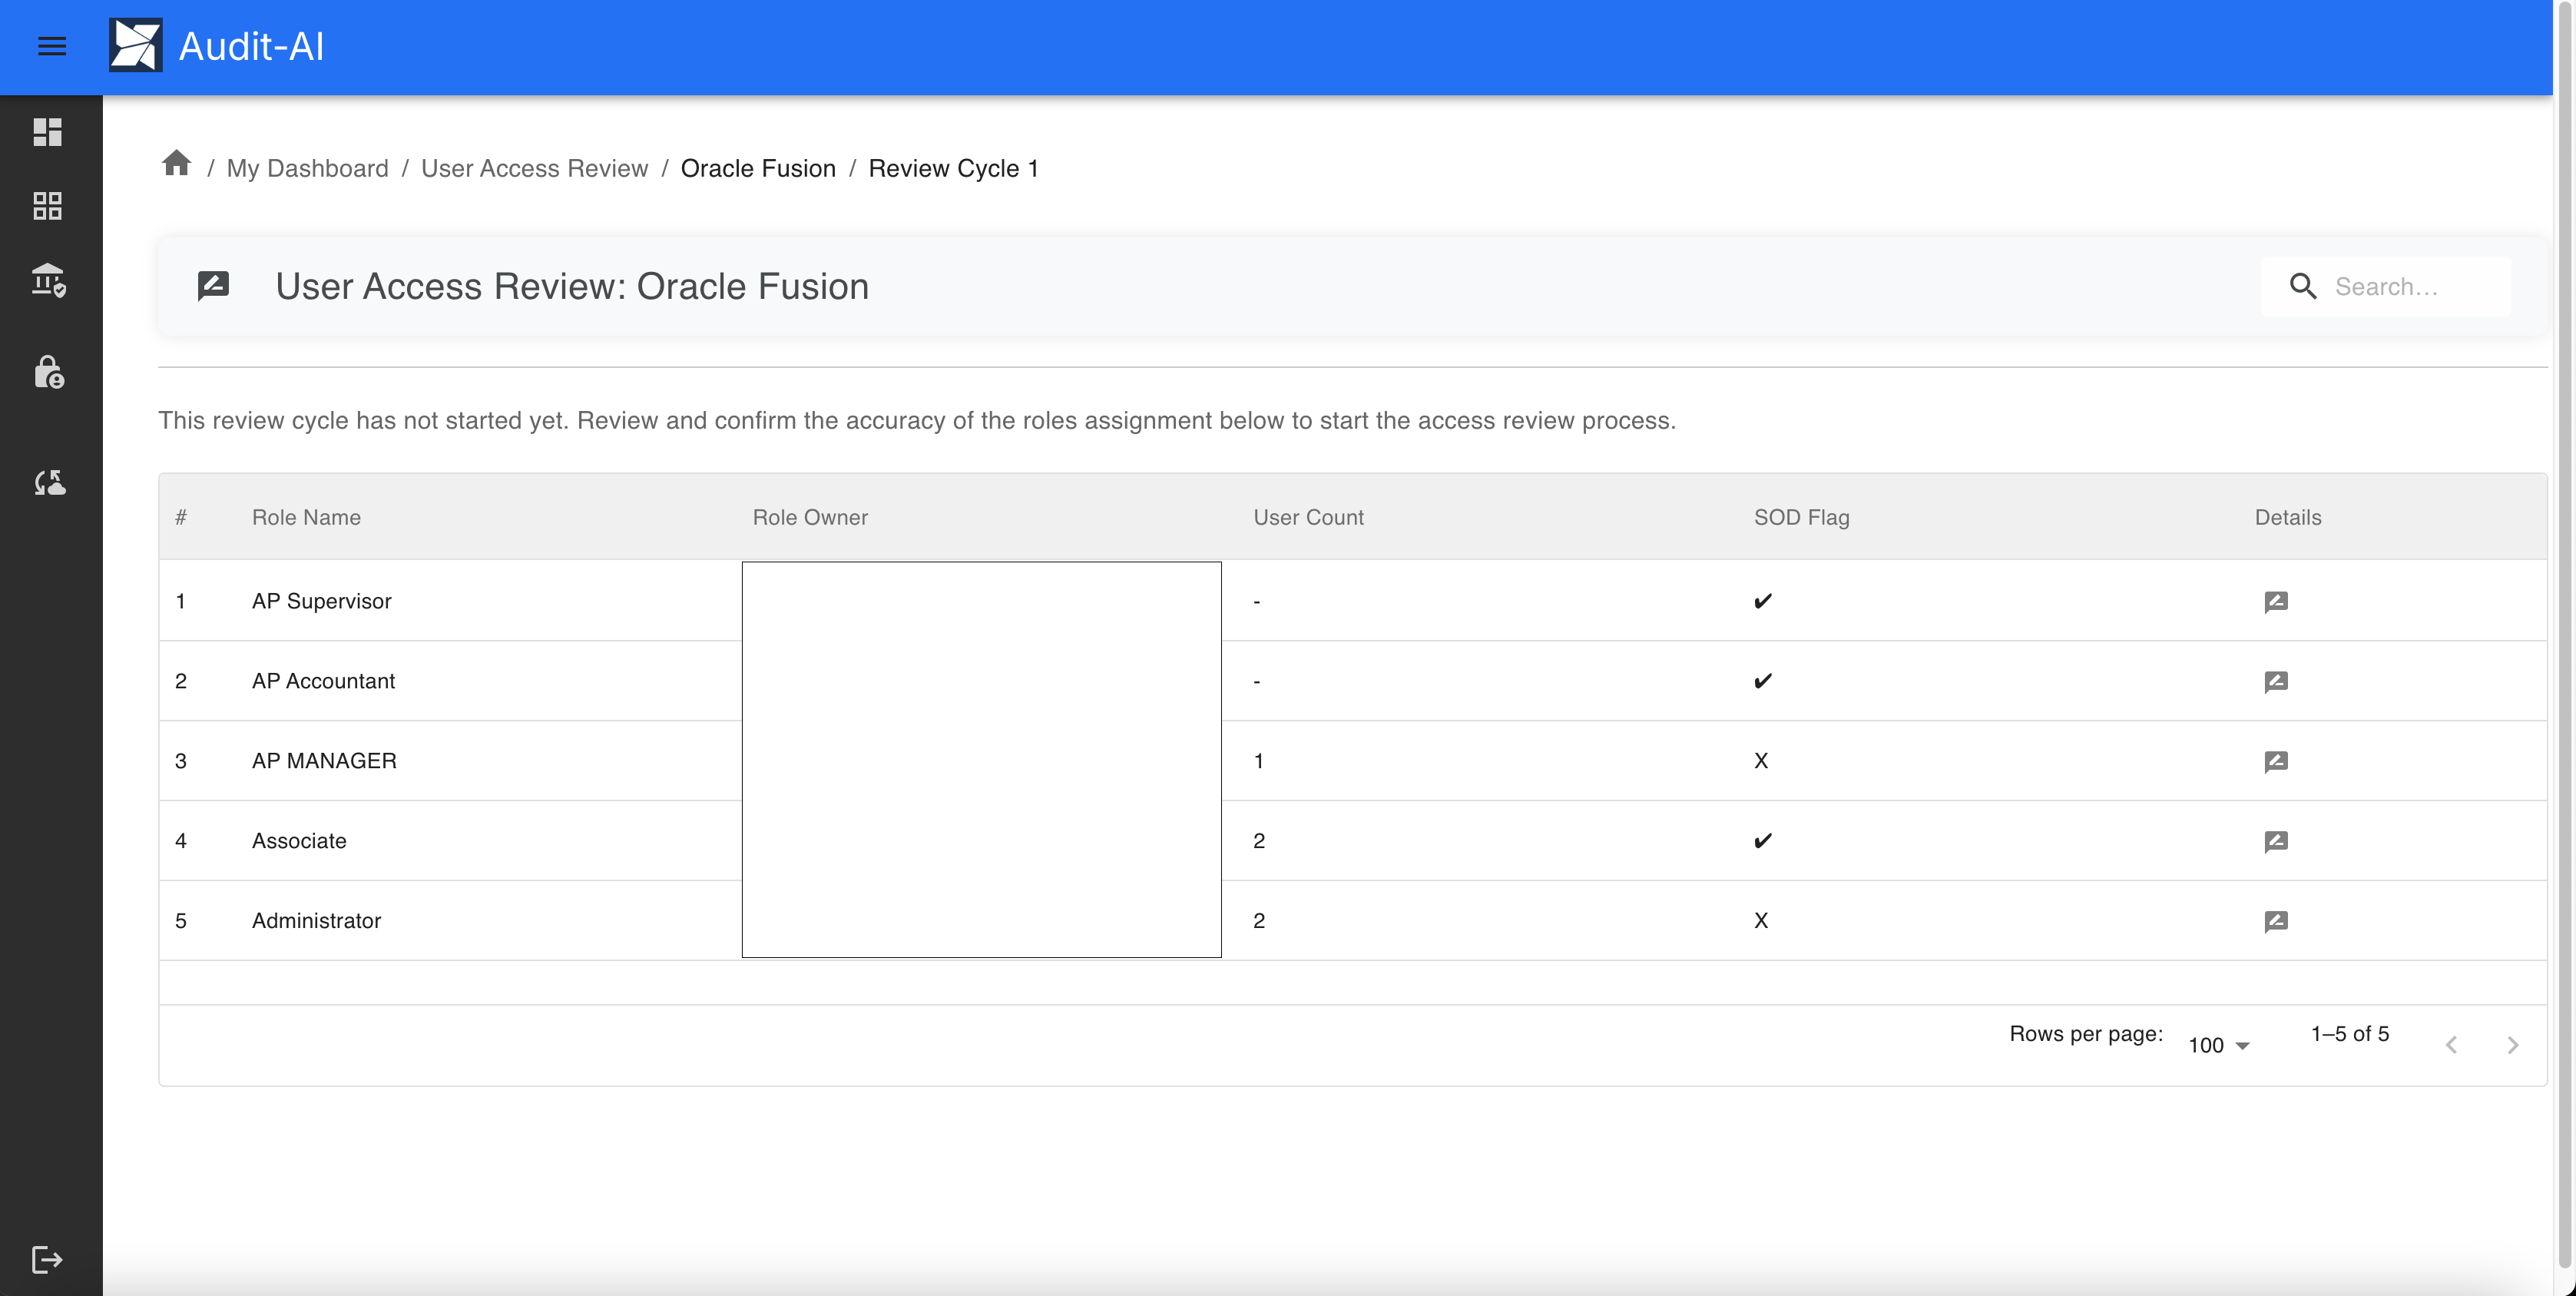 Audit-AI
/ My Dashboard / User Access Review / Oracle Fusion / Review Cycle 1
User Access Review: Oracle Fusion
Search…
This review cycle has not started yet. Review and confirm the accuracy of the roles assignment below to start the access review process.
# Role Name Role Owner User Count SOD Flag Details
1 AP Supervisor - ✔
2 AP Accountant - ✔
3 AP MANAGER 1 X
4 Associate 2 ✔
5 Administrator 2 X
Rows per page: 100 1–5 of 5